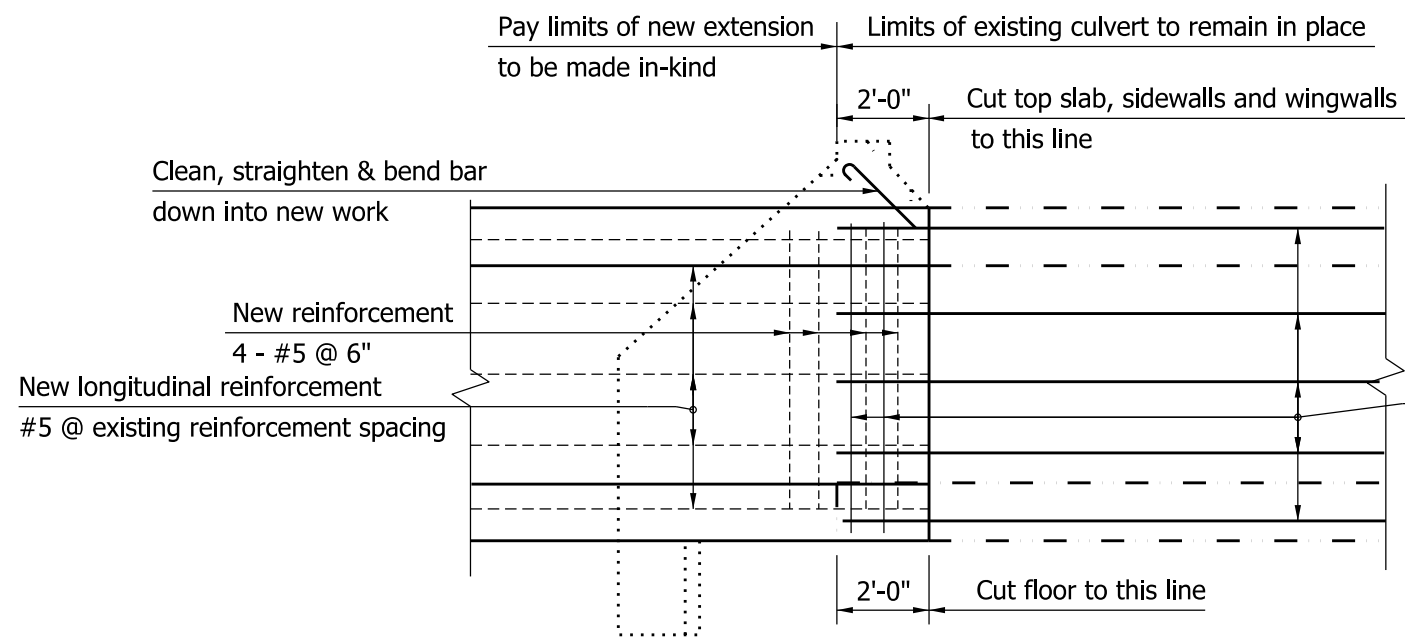 Pay limits of new extension
to be made in-kind
Limits of existing culvert to remain in place
2'-0"
Cut top slab, sidewalls and wingwalls
to this line
Clean, straighten & bend bar
down into new work
New reinforcement
4 - #5 @ 6"
New longitudinal reinforcement
#5 @ existing reinforcement spacing
2'-0"
Cut floor to this line